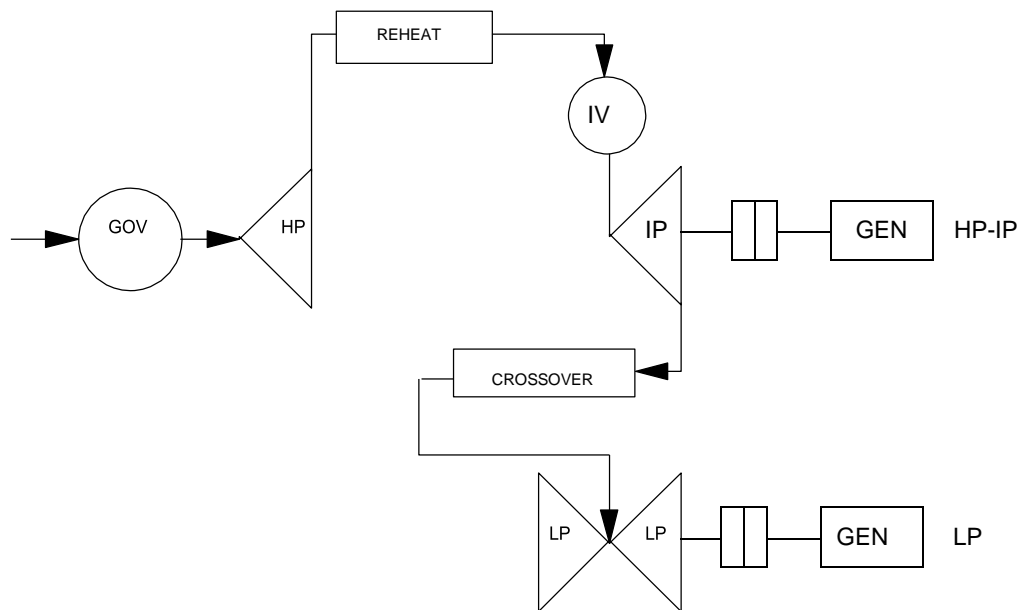 REHEAT
IV
GOV
HP
IP
GEN
HP-IP
CROSSOVER
LP
LP
GEN
LP